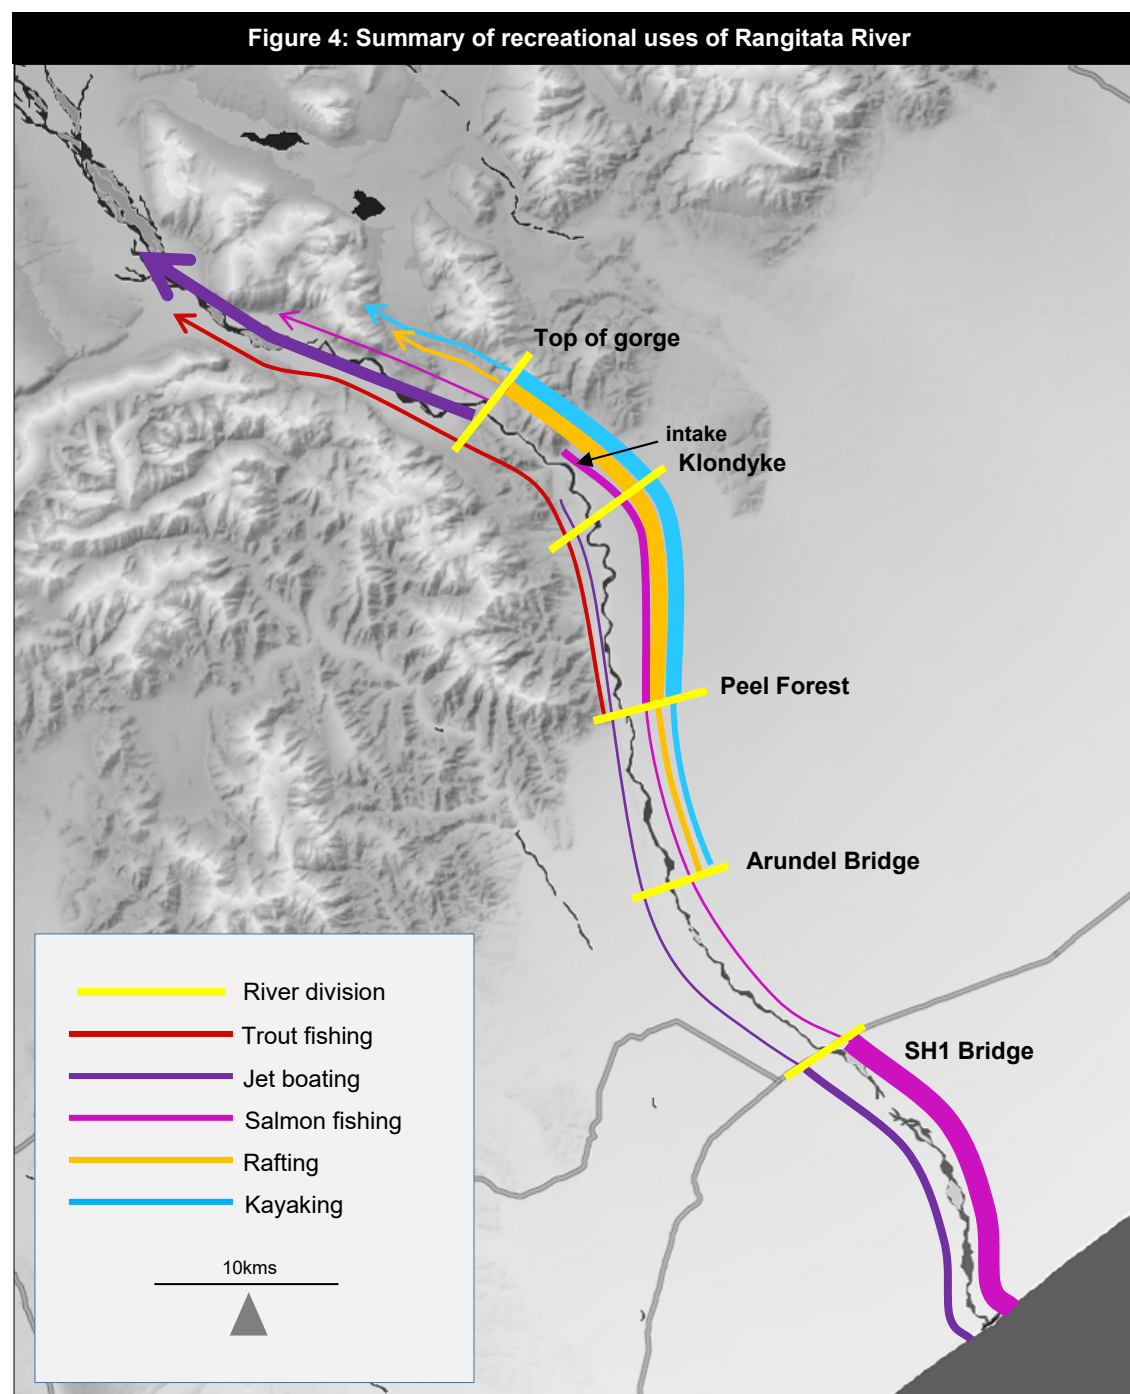 Figure 4: Summary of recreational uses of Rangitata River
Top of gorge
intake
Klondyke
Peel Forest
Arundel Bridge
SH1 Bridge
River division
Trout fishing
Jet boating
Salmon fishing
Rafting
Kayaking
10kms